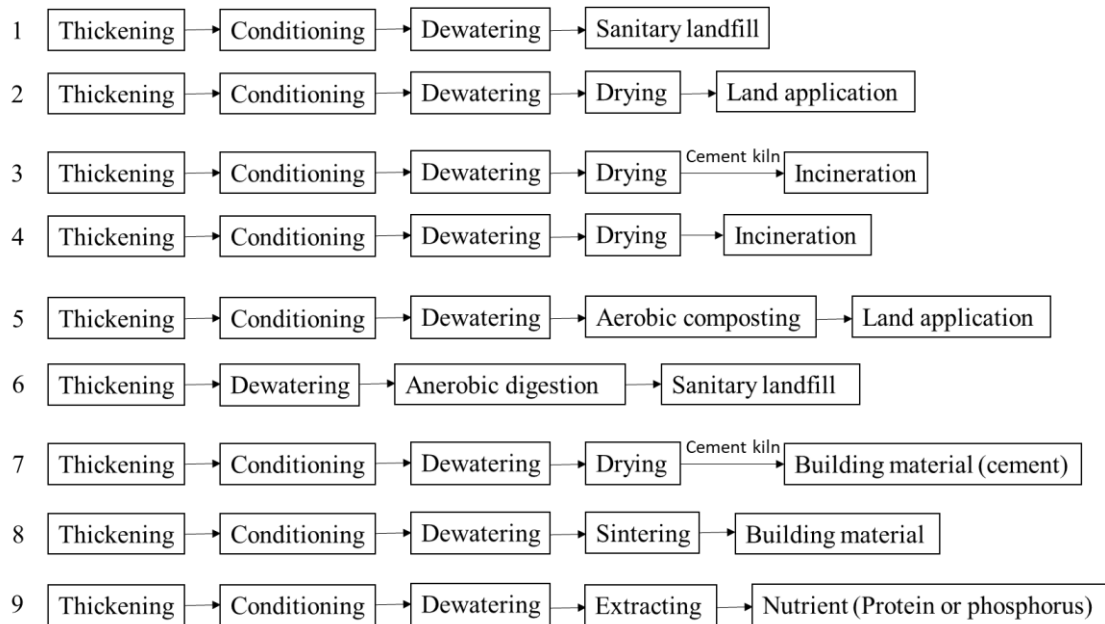 1 Thickening Conditioning Dewatering Sanitary landfill
2 Thickening Conditioning Dewatering Drying Land application
3 Thickening Conditioning Dewatering Drying Cement kiln Incineration
4 Thickening Conditioning Dewatering Drying Incineration
5 Thickening Conditioning Dewatering Aerobic composting Land application
6 Thickening Dewatering Anerobic digestion Sanitary landfill
7 Thickening Conditioning Dewatering Drying Cement kiln Building material (cement)
8 Thickening Conditioning Dewatering Sintering Building material
9 Thickening Conditioning Dewatering Extracting Nutrient (Protein or phosphorus)